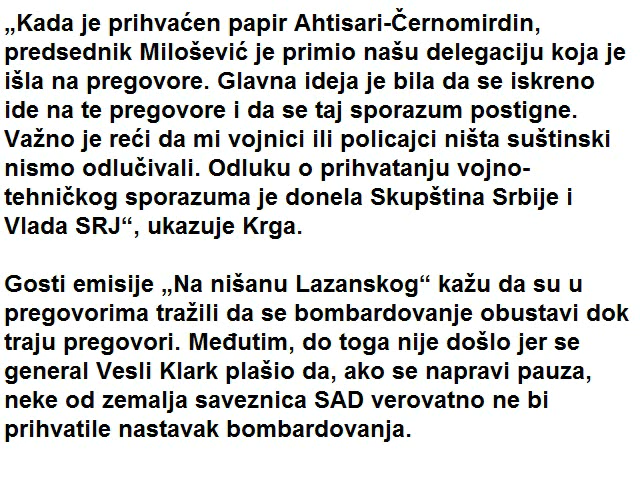 „Kada je prihvaćen papir Ahtisari-Černomirdin,
predsednik Milošević je primio našu delegaciju koja je
išla na pregovore. Glavna ideja je bila da se iskreno
ide na te pregovore i da se taj sporazum postigne.
Važno je reći da mi vojnici ili policajci ništa suštinski
nismo odlučivali. Odluku o prihvatanju vojno-
tehničkog sporazuma je donela Skupština Srbije i
Vlada SRJ“, ukazuje Krga.

Gosti emisije „Na nišanu Lazanskog“ kažu da su u
pregovorima tražili da se bombardovanje obustavi dok
traju pregovori. Međutim, do toga nije došlo jer se
general Vesli Klark plašio da, ako se napravi pauza,
neke od zemalja saveznica SAD verovatno ne bi
prihvatile nastavak bombardovanja.